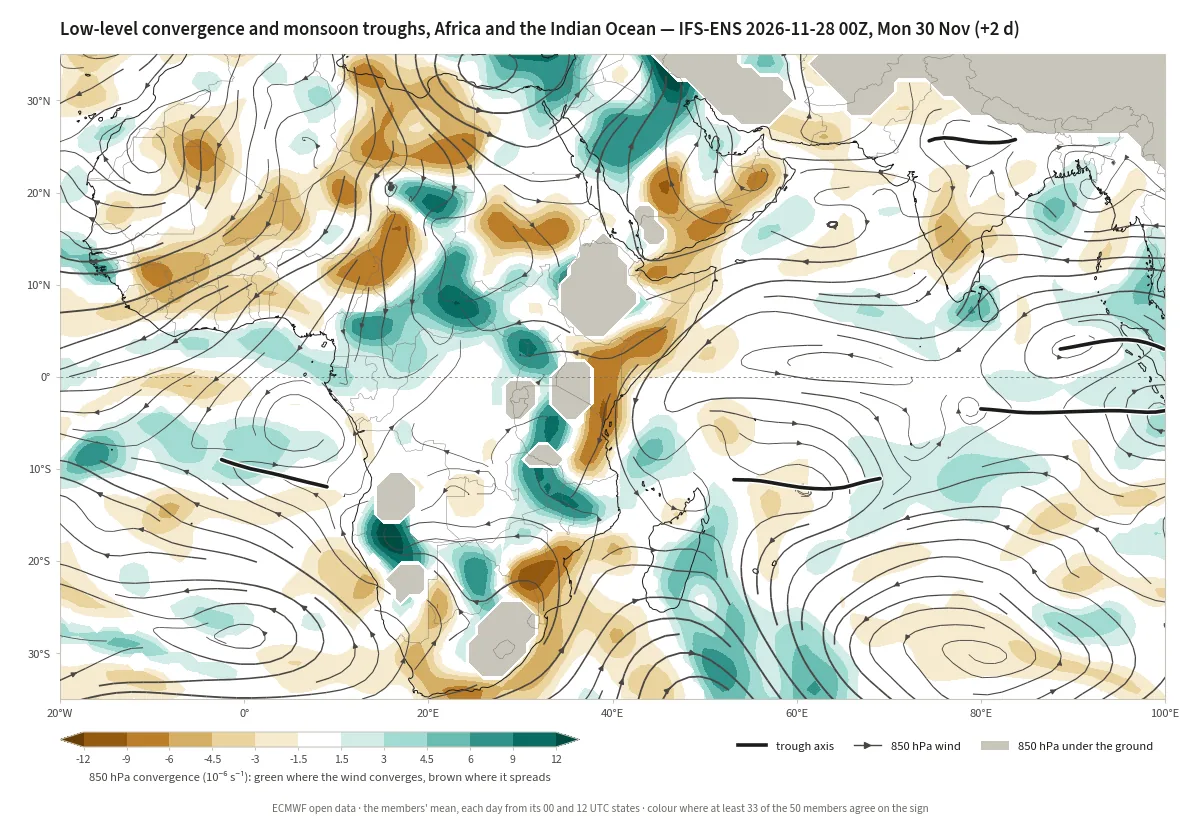 Low-level convergence and monsoon troughs, Africa and the Indian Ocean — IFS-ENS 2026-11-28 00Z, Mon 30 Nov (+2 d)
30°N
20°N
10°N
0°
10°S
20°S
30°S
20°W 0° 20°E 40°E 60°E 80°E 100°E
trough axis 850 hPa wind 850 hPa under the ground
-12 -9 -6 -4.5 -3 -1.5 1.5 3 4.5 6 9 12
850 hPa convergence (10⁻⁶ s⁻¹): green where the wind converges, brown where it spreads
ECMWF open data · the members' mean, each day from its 00 and 12 UTC states · colour where at least 33 of the 50 members agree on the sign